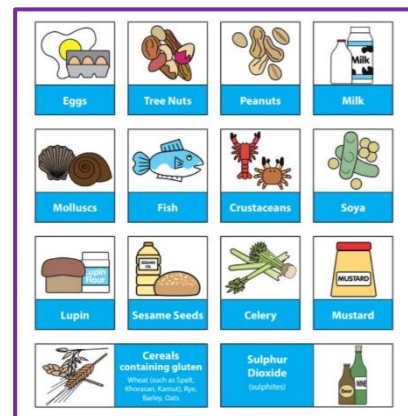 Milk
Eggs
Tree Nuts
Peanuts
Milk
Molluscs
Fish
Crustaceans
Soya
Lupin
Flour
SESAME
OIL
MUSTARD
Lupin
Sesame Seeds
Celery
Mustard
Cereals
containing gluten
Wheat (such as Spelt,
Khorasan, Kamut), Rye,
Barley, Oats
Sulphur
Dioxide
(sulphites)
Beer
WINE